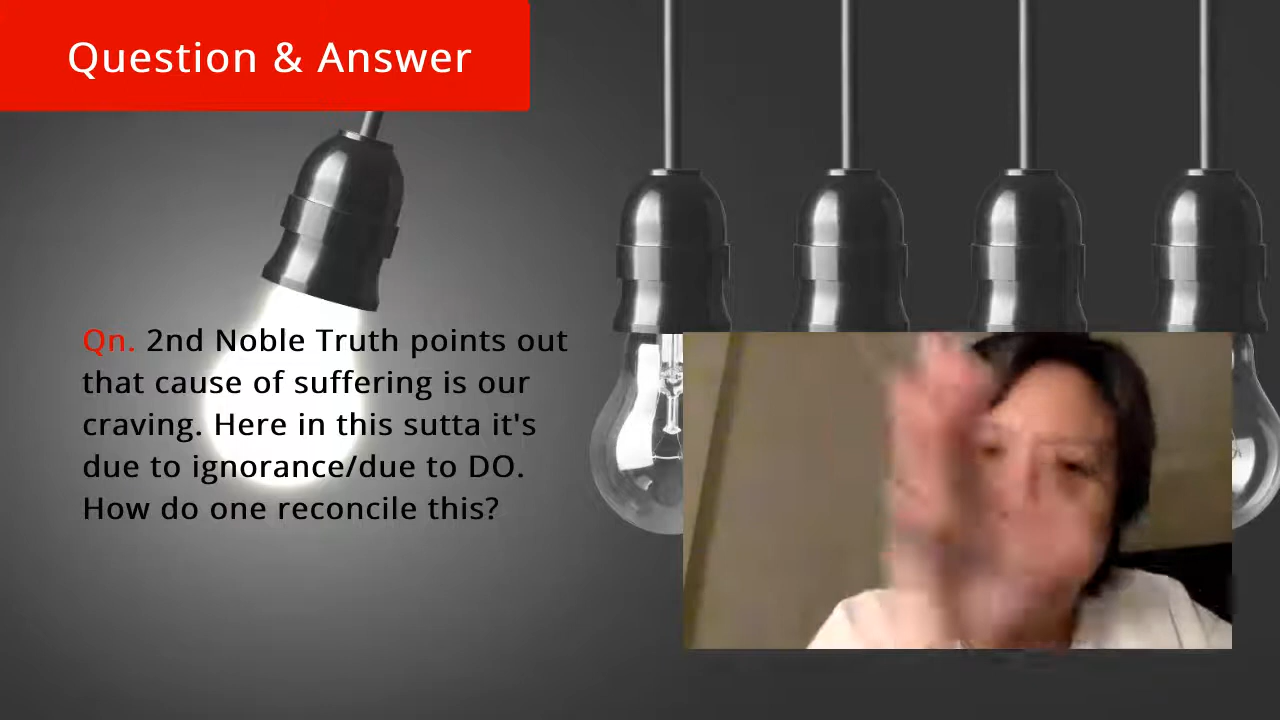 Question & Answer
Qn. 2nd Noble Truth points out
that cause of suffering is our
craving. Here in this sutta it's
due to ignorance/due to DO.
How do one reconcile this?